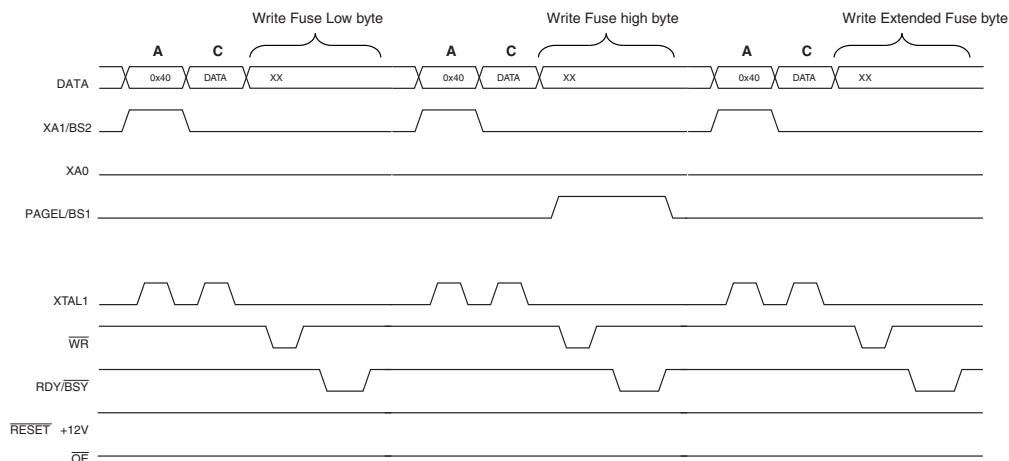 Write Fuse Low byte Write Fuse high byte Write Extended Fuse byte
A C A C A C
DATA 0x40 DATA XX 0x40 DATA XX 0x40 DATA XX
XA1/BS2
XA0
PAGEL/BS1
XTAL1
WR
RDY/BSY
RESET +12V
OE